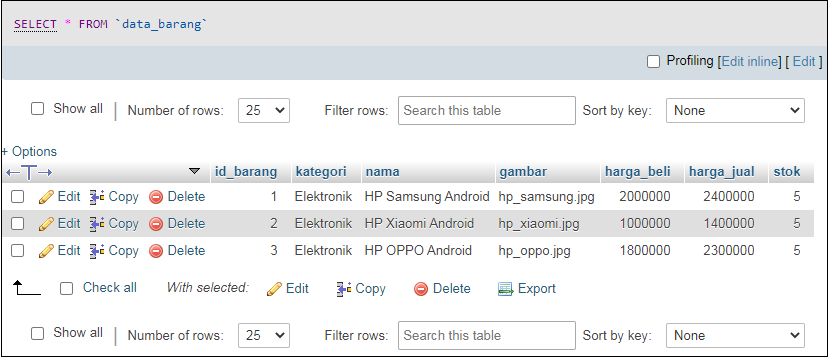 SELECT * FROM `data_barang`
Profiling [Edit inline] [ Edit ]
Show all Number of rows: 25 Filter rows: Search this table Sort by key: None
+ Options
id_barang kategori nama gambar harga_beli harga_jual stok
Edit Copy Delete 1 Elektronik HP Samsung Android hp_samsung.jpg 2000000 2400000 5
Edit Copy Delete 2 Elektronik HP Xiaomi Android hp_xiaomi.jpg 1000000 1400000 5
Edit Copy Delete 3 Elektronik HP OPPO Android hp_oppo.jpg 1800000 2300000 5
Check all With selected: Edit Copy Delete Export
Show all Number of rows: 25 Filter rows: Search this table Sort by key: None